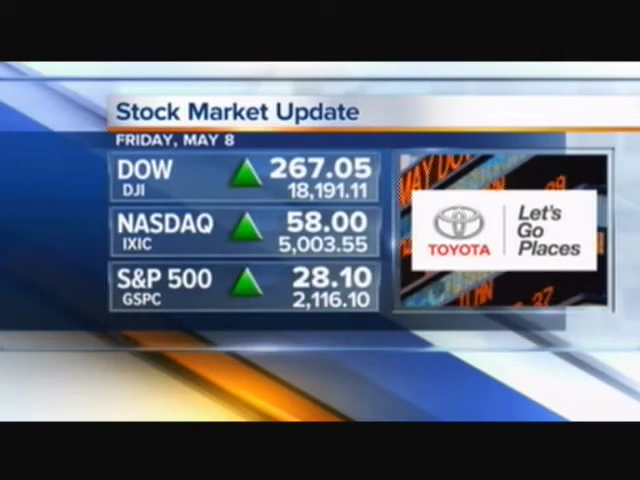 Stock Market Update
FRIDAY, MAY 8
DOW 267.05
DJI 18,191.11
NASDAQ 58.00
IXIC 5,003.55
S&P 500 28.10
GSPC 2,116.10
TOYOTA
Let's
Go
Places
37